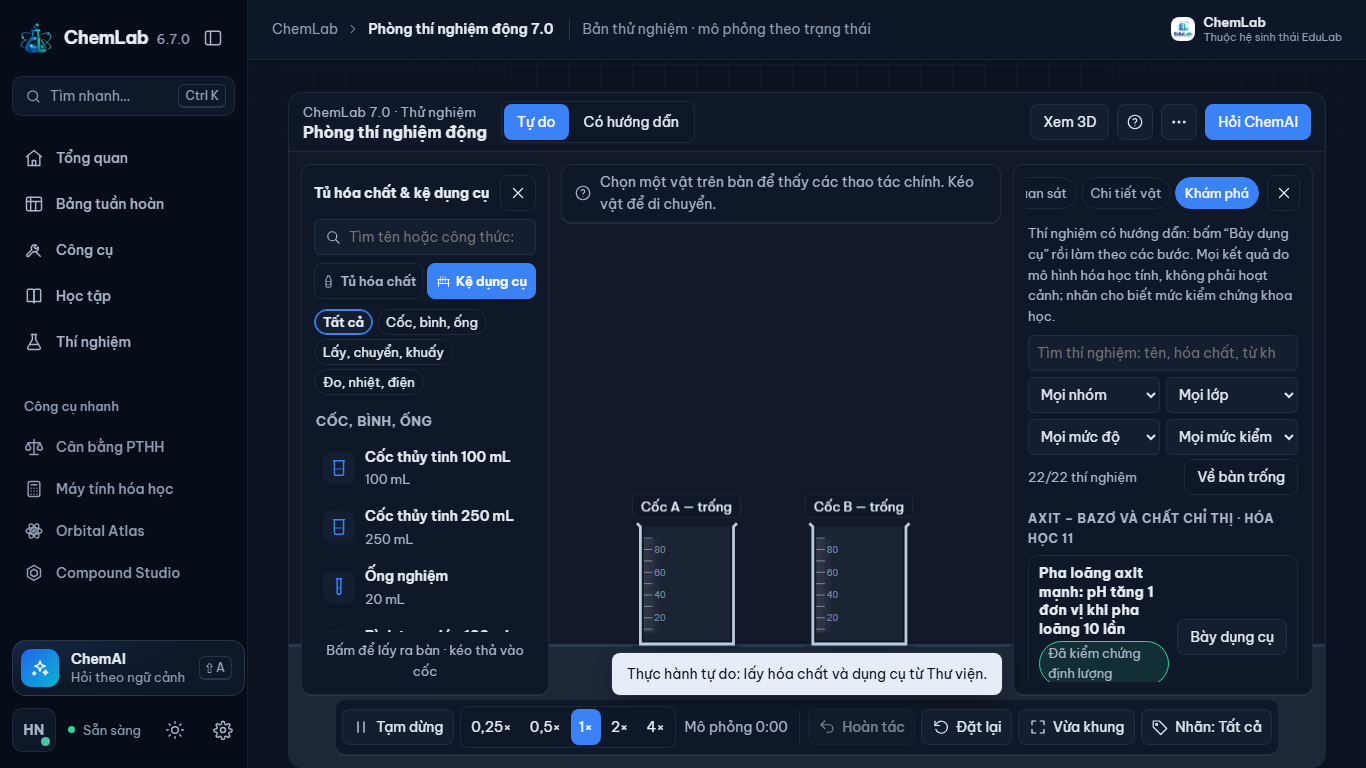 ChemLab 6.7.0
Tìm nhanh... Ctrl K
Tổng quan
Bảng tuần hoàn
Công cụ
Học tập
Thí nghiệm
Công cụ nhanh
Cân bằng PTHH
Máy tính hóa học
Orbital Atlas
Compound Studio
ChemAI
Hỏi theo ngữ cảnh
⇧A
HN
Sẵn sàng
ChemLab › Phòng thí nghiệm động 7.0
Bản thử nghiệm · mô phỏng theo trạng thái
ChemLab
Thuộc hệ sinh thái EduLab
ChemLab 7.0 · Thử nghiệm
Phòng thí nghiệm động
Tự do
Có hướng dẫn
Xem 3D
Hỏi ChemAI
Tủ hóa chất & kệ dụng cụ
Tìm tên hoặc công thức:
Tủ hóa chất
Kệ dụng cụ
Tất cả
Cốc, bình, ống
Lấy, chuyển, khuấy
Đo, nhiệt, điện
CỐC, BÌNH, ỐNG
Cốc thủy tinh 100 mL
100 mL
Cốc thủy tinh 250 mL
250 mL
Ống nghiệm
20 mL
Bấm để lấy ra bàn · kéo thả vào
cốc
Chọn một vật trên bàn để thấy các thao tác chính. Kéo
vật để di chuyển.
Cốc A — trống
80
60
40
20
Cốc B — trống
80
60
40
20
Thực hành tự do: lấy hóa chất và dụng cụ từ Thư viện.
uan sát
Chi tiết vật
Khám phá
Thí nghiệm có hướng dẫn: bấm “Bày dụng
cụ” rồi làm theo các bước. Mọi kết quả do
mô hình hóa học tính, không phải hoạt
cảnh; nhãn cho biết mức kiểm chứng khoa
học.
Tìm thí nghiệm: tên, hóa chất, từ kh
Mọi nhóm
Mọi lớp
Mọi mức độ
Mọi mức kiểm
22/22 thí nghiệm
Về bàn trống
AXIT – BAZƠ VÀ CHẤT CHỈ THỊ · HÓA
HỌC 11
Pha loãng axit
mạnh: pH tăng 1
đơn vị khi pha
loãng 10 lần
Bày dụng cụ
Đã kiểm chứng
định lượng
Tạm dừng
0,25×
0,5×
1×
2×
4×
Mô phỏng 0:00
Hoàn tác
Đặt lại
Vừa khung
Nhãn: Tất cả